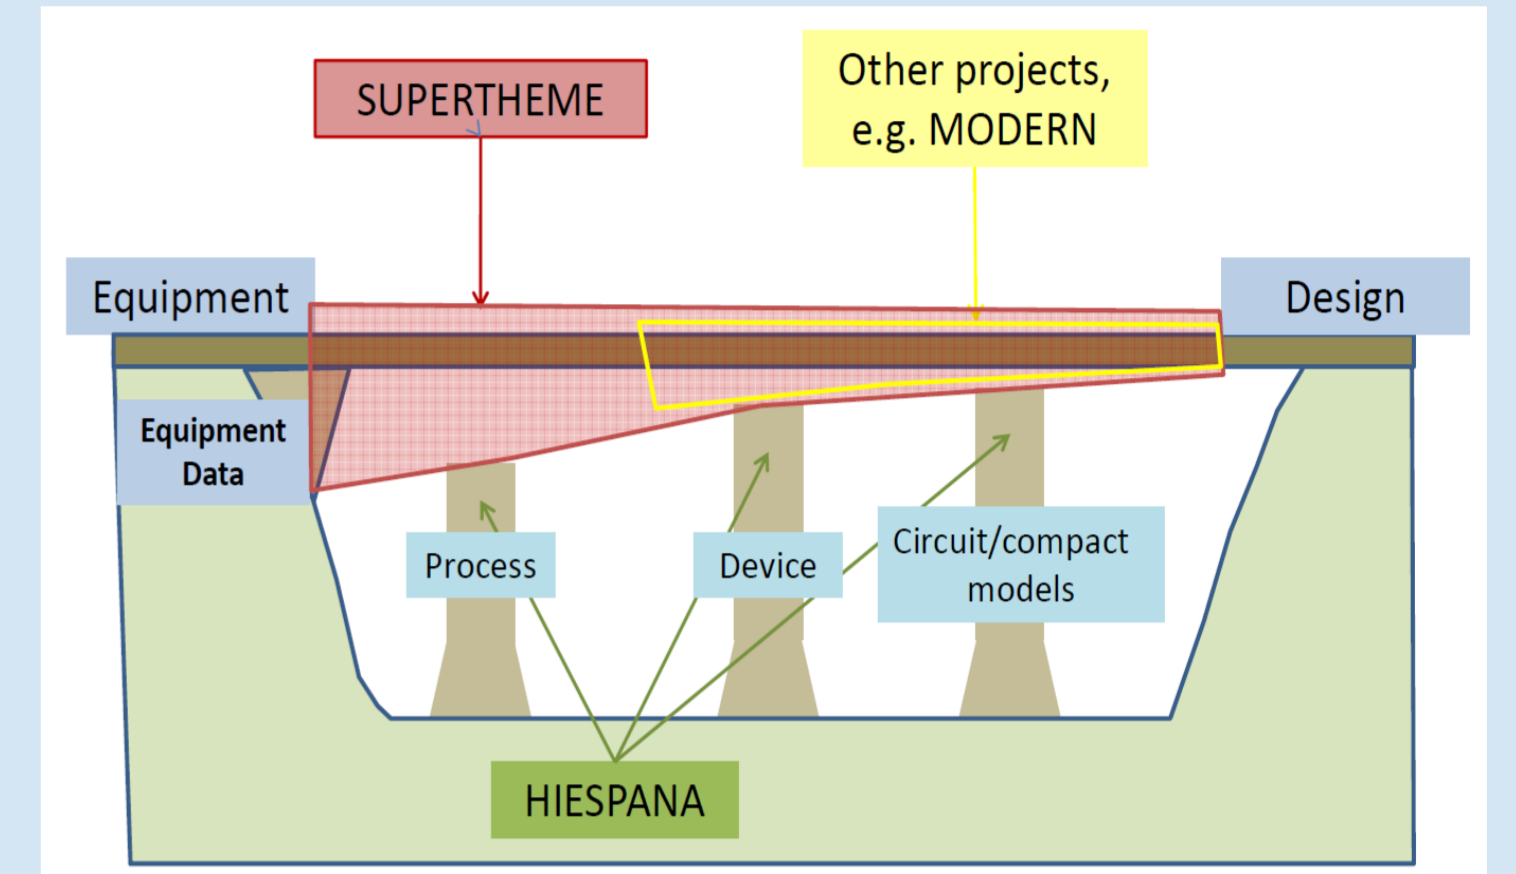 SUPERTHEME
Other projects,
e.g. MODERN
Equipment
Design
Equipment
Data
Process
Device
Circuit/compact
models
HIESPANA